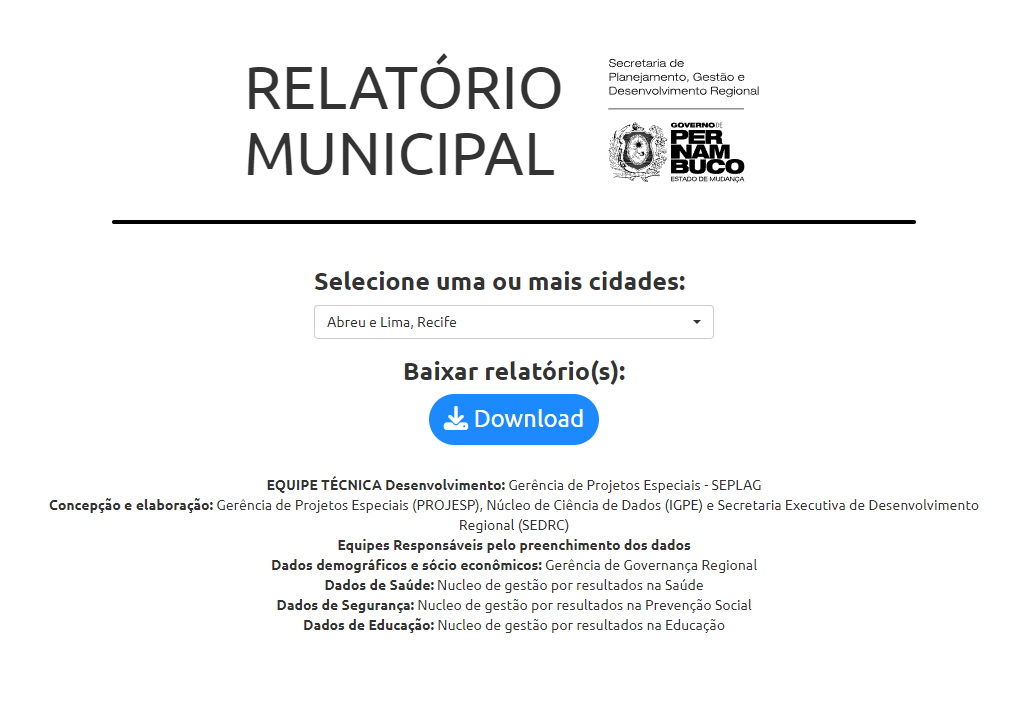 RELATÓRIO
MUNICIPAL
Secretaria de
Planejamento, Gestão e
Desenvolvimento Regional
GOVERNO DE
PER
NAM
BUCO
ESTADO DE MUDANÇA
Selecione uma ou mais cidades:
Abreu e Lima, Recife
Baixar relatório(s):
Download
EQUIPE TÉCNICA Desenvolvimento: Gerência de Projetos Especiais - SEPLAG
Concepção e elaboração: Gerência de Projetos Especiais (PROJESP), Núcleo de Ciência de Dados (IGPE) e Secretaria Executiva de Desenvolvimento
Regional (SEDRC)
Equipes Responsáveis pelo preenchimento dos dados
Dados demográficos e sócio econômicos: Gerência de Governança Regional
Dados de Saúde: Nucleo de gestão por resultados na Saúde
Dados de Segurança: Nucleo de gestão por resultados na Prevenção Social
Dados de Educação: Nucleo de gestão por resultados na Educação